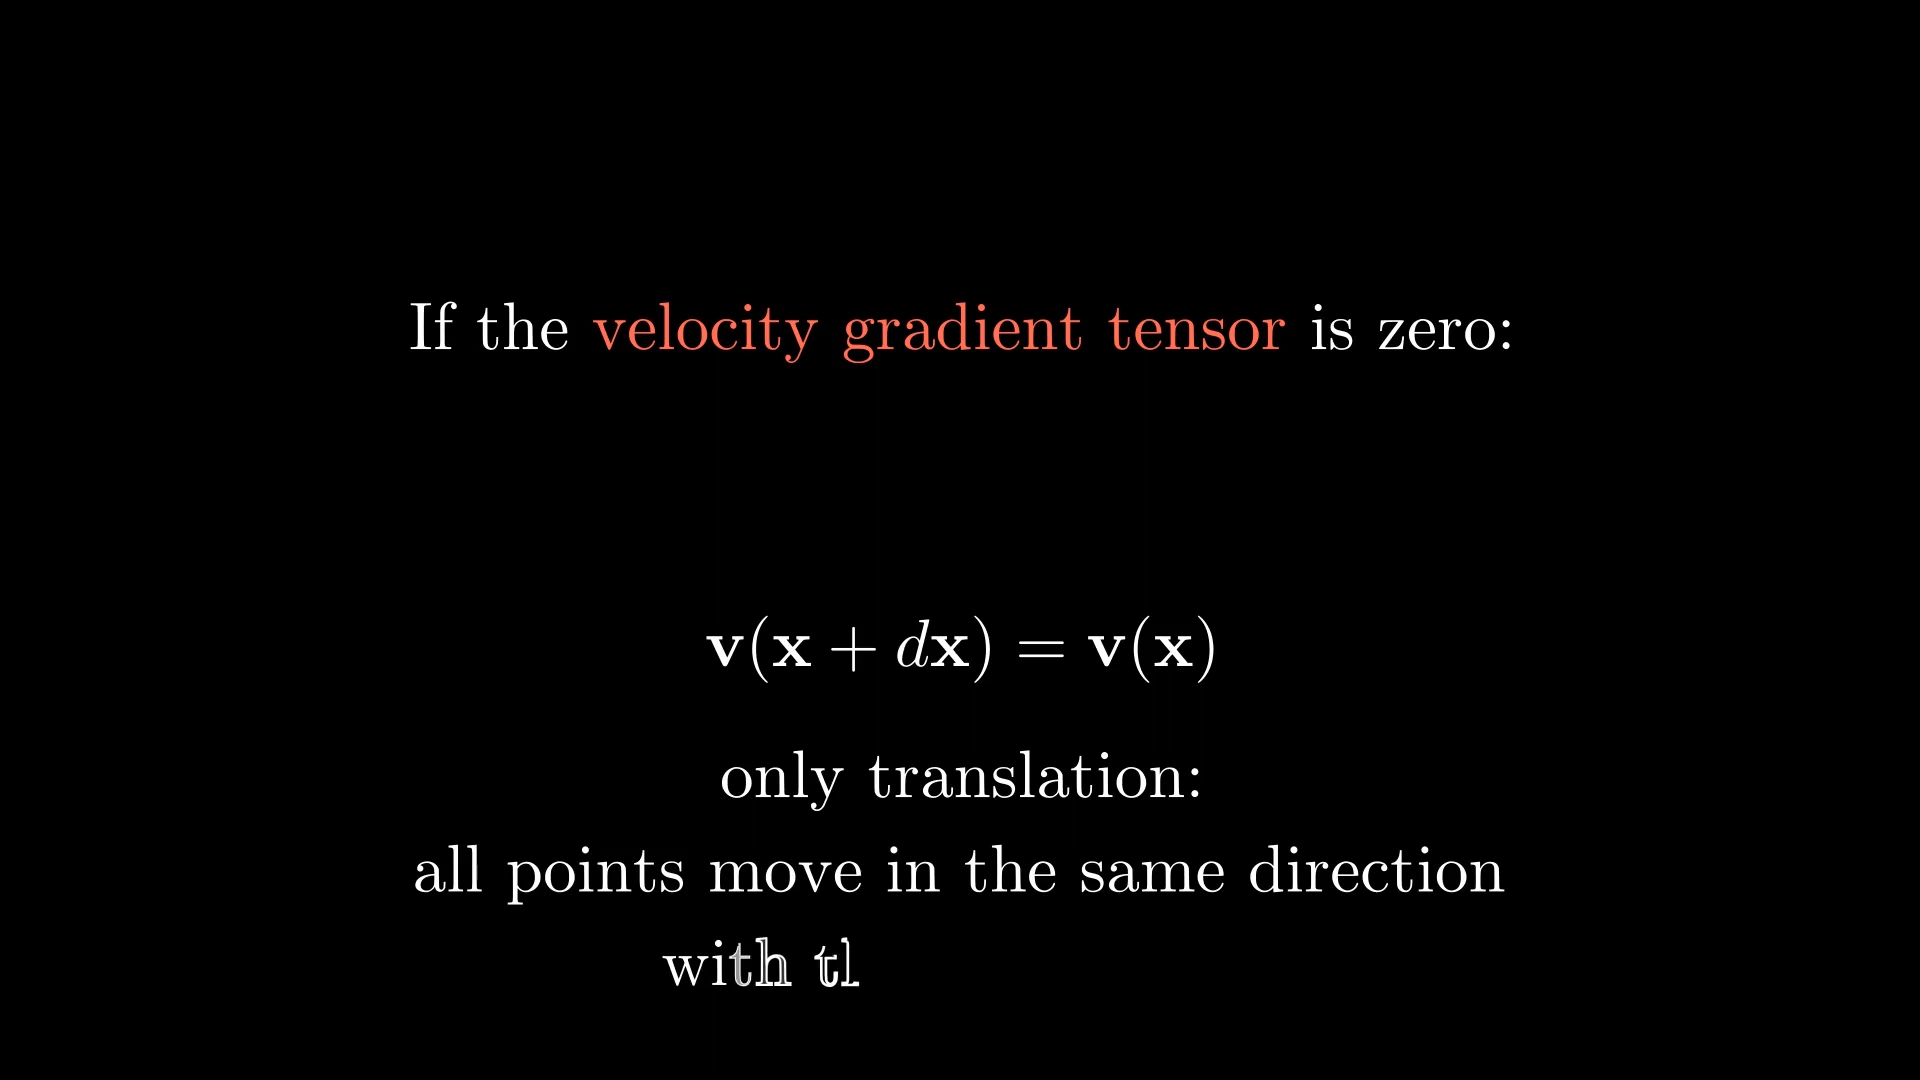 If the velocity gradient tensor is zero:
v(x + dx) = v(x)
only translation:
all points move in the same direction
with